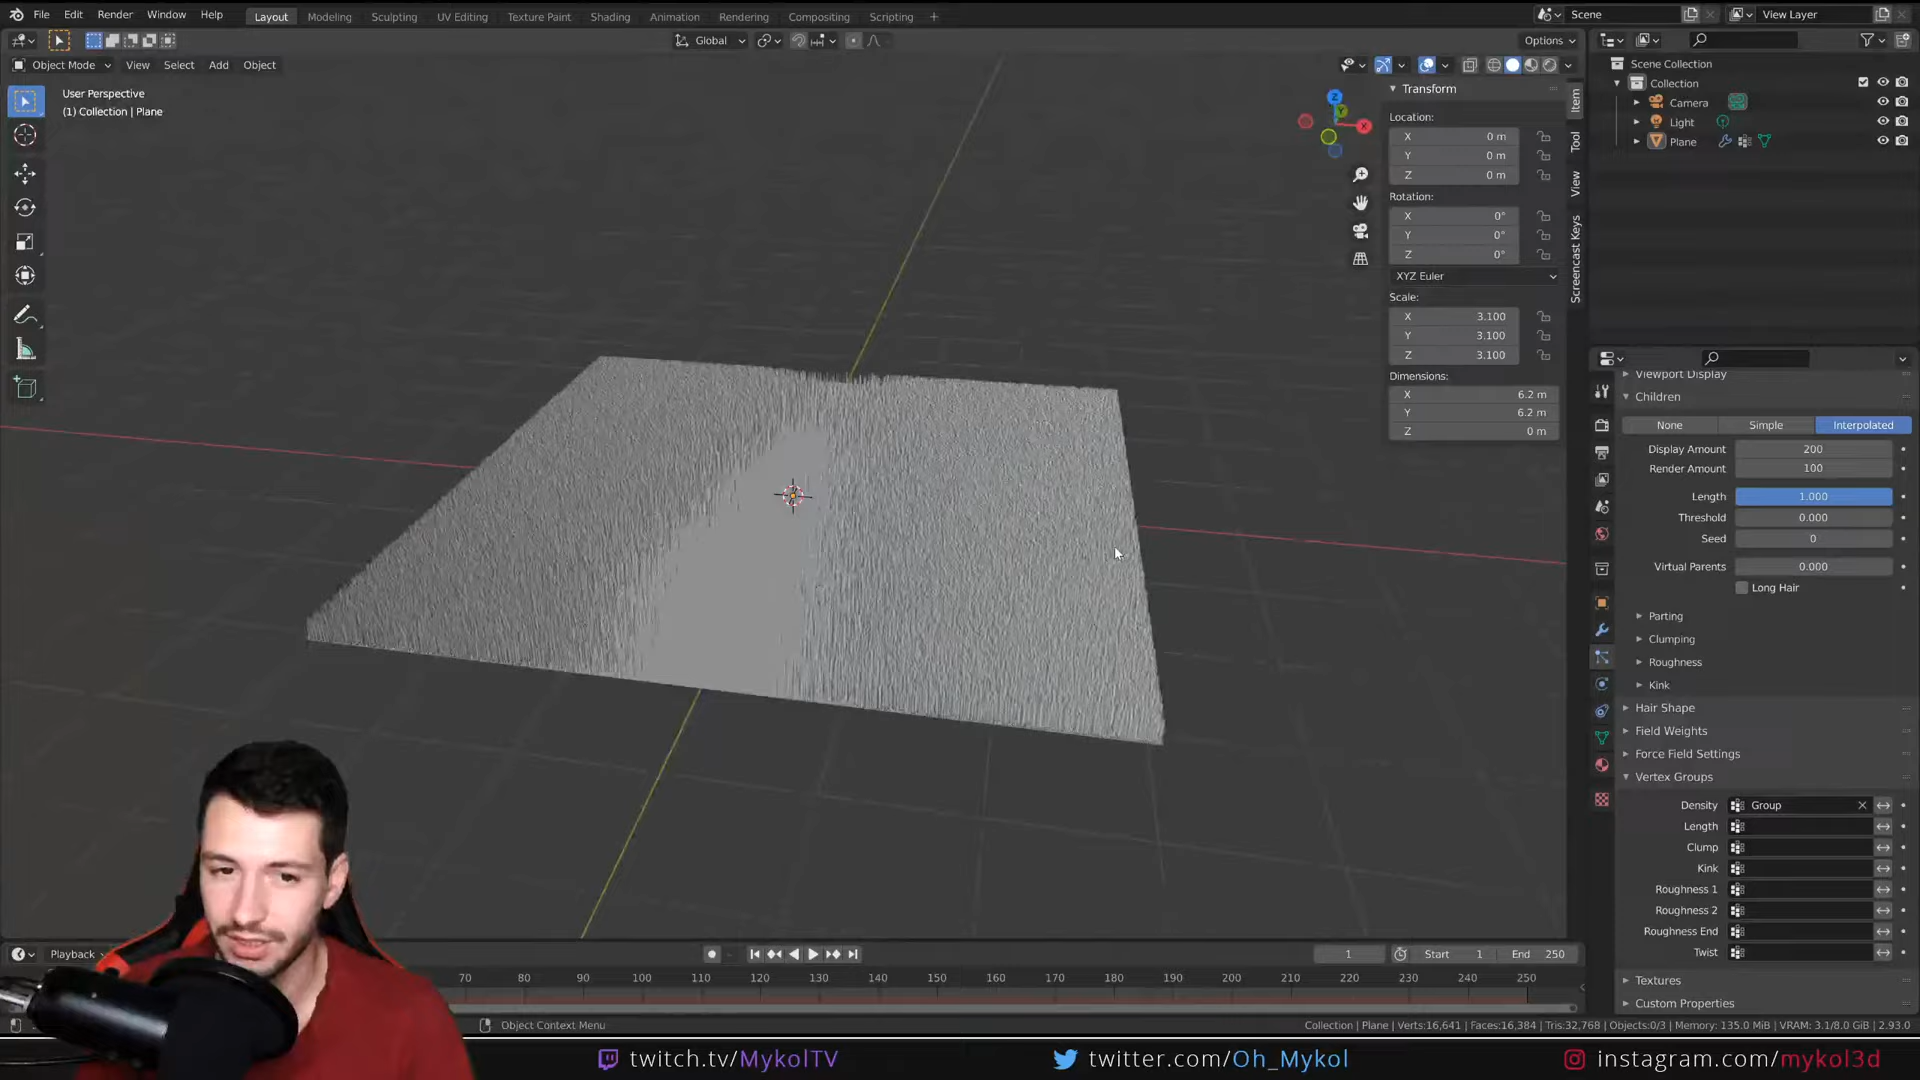 File Edit Render Window Help Layout Modeling Sculpting UV Editing Texture Paint Shading Animation Rendering Compositing Scripting + Scene View Layer
Global Options
Object Mode View Select Add Object
User Perspective
(1) Collection | Plane
Z
Y
X
Transform
Location:
X 0 m
Y 0 m
Z 0 m
Rotation:
X 0°
Y 0°
Z 0°
XYZ Euler
Scale:
X 3.100
Y 3.100
Z 3.100
Dimensions:
X 6.2 m
Y 6.2 m
Z 0 m
Item
Tool
View
Screencast Keys
Scene Collection
Collection
Camera
Light
Plane
Viewport Display
Children
None Simple Interpolated
Display Amount 200
Render Amount 100
Length 1.000
Threshold 0.000
Seed 0
Virtual Parents 0.000
Long Hair
Parting
Clumping
Roughness
Kink
Hair Shape
Field Weights
Force Field Settings
Vertex Groups
Density Group
Length
Clump
Kink
Roughness 1
Roughness 2
Roughness End
Twist
Textures
Custom Properties
Playback 1 Start 1 End 250
70 80 90 100 110 120 130 140 150 160 170 180 190 200 210 220 230 240 250
Object Context Menu Collection | Plane | Verts:16,641 | Faces:16,384 | Tris:32,768 | Objects:0/3 | Memory: 135.0 MiB | VRAM: 3.1/8.0 GiB | 2.93.0
twitch.tv/MykolTV twitter.com/Oh_Mykol instagram.com/mykol3d